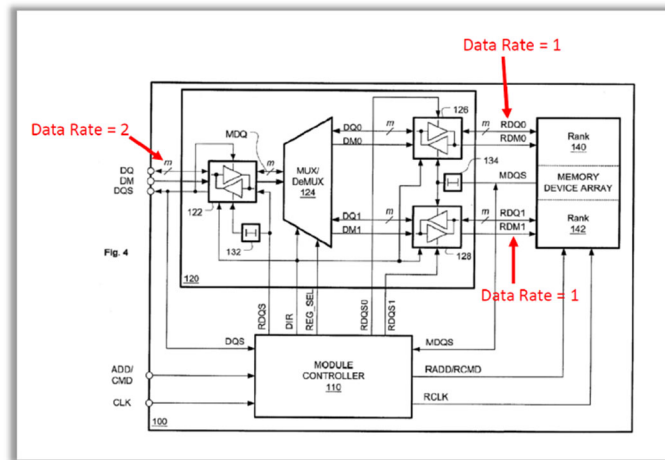 Data Rate = 1
Data Rate = 2
m
MDQ
m
DQ
DM
DQS
122
132
MUX/
DeMUX
124
DQ0
m
DM0
126
m
RDQ0
RDM0
134
MDQS
DQ1
m
DM1
128
m
RDQ1
RDM1
Rank
140
MEMORY
DEVICE ARRAY
Rank
142
Fig. 4
120
Data Rate = 1
RDQS
DIR
REG_SEL
RDQS0
RDQS1
DQS
MDQS
ADD/
CMD
CLK
MODULE
CONTROLLER
110
RADD/RCMD
RCLK
100